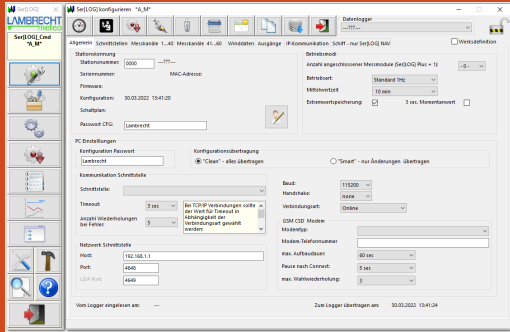 Ser[LOG]
LAMBRECHT
meteo
Ser[LOG]_Cmd
"A_M"
Ser[LOG] konfigurieren "A_M"
Datenlogger
---???---
Allgemein Schnittstellen Messkanäle 1...40 Messkanäle 41...60 Winddaten Ausgänge IP-Kommunikation Schiff - nur Ser[LOG] NAV
Werksdefinition
Stationskennung
Stationsnummer: 0000 ---???---
Seriennummer: MAC-Adresse:
Firmware:
Konfiguration: 30.03.2022 13:41:20
Schaltplan:
Passwort CFG: Lambrecht
Betriebsmodi
Anzahl angeschlossener Messmodule (Ser[LOG] Plus = 1): - 0 -
Betriebsart: Standard 1Hz
Mittelwertzeit 10 min
Extremwertspeicherung: 3 sec. Momentanwert
PC Einstellungen
Konfiguration Passwort
Lambrecht
Konfigurationsübertragung
"Clean" - alles übertragen
"Smart" - nur Änderungen übertragen
Kommunikation Schnittstelle
Schnittstelle:
Timeout: 3 sec
Anzahl Wiederholungen
bei Fehler: 5
Bei TCP/IP Verbindungen sollte
der Wert für Timeout in
Abhängigkeit der
Verbindungsart gewählt
werden:
Baud: 115200
Handshake: none
Verbindungsart: Online
GSM CSD Modem
Modemtyp:
Modem-Telefonnummer
max. Aufbaudauer: 60 sec
Pause nach Connect: 5 sec
max. Wahlwiederholung: 3
Netzwerk Schnittstelle
Host: 192.168.1.1
Port: 4648
UDP Port: 4649
Vom Logger eingelesen am: ---
Zum Logger übertragen am: 30.03.2022 13:41:24